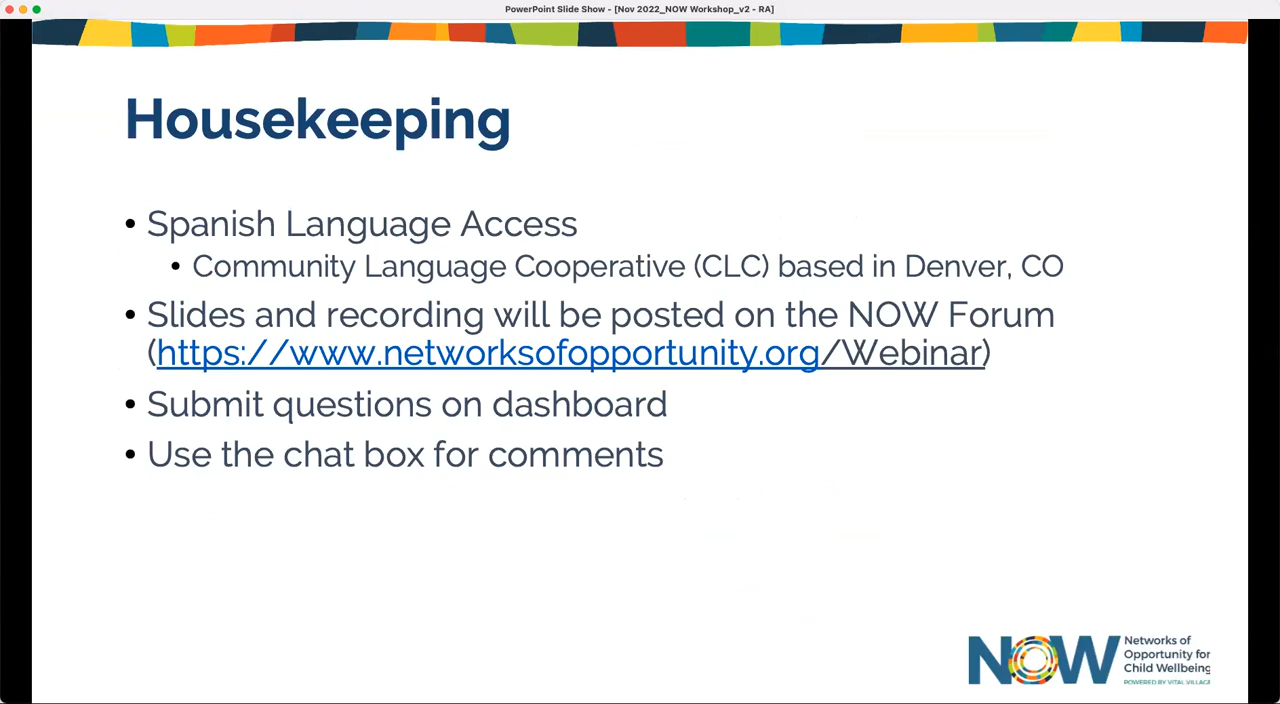 PowerPoint Slide Show - [Nov 2022_NOW Workshop_v2 - RA]
Housekeeping
• Spanish Language Access
• Community Language Cooperative (CLC) based in Denver, CO
• Slides and recording will be posted on the NOW Forum
(https://www.networksofopportunity.org/Webinar)
• Submit questions on dashboard
• Use the chat box for comments
NOW
Networks of
Opportunity for
Child Wellbeing
POWERED BY VITAL VILLAGE